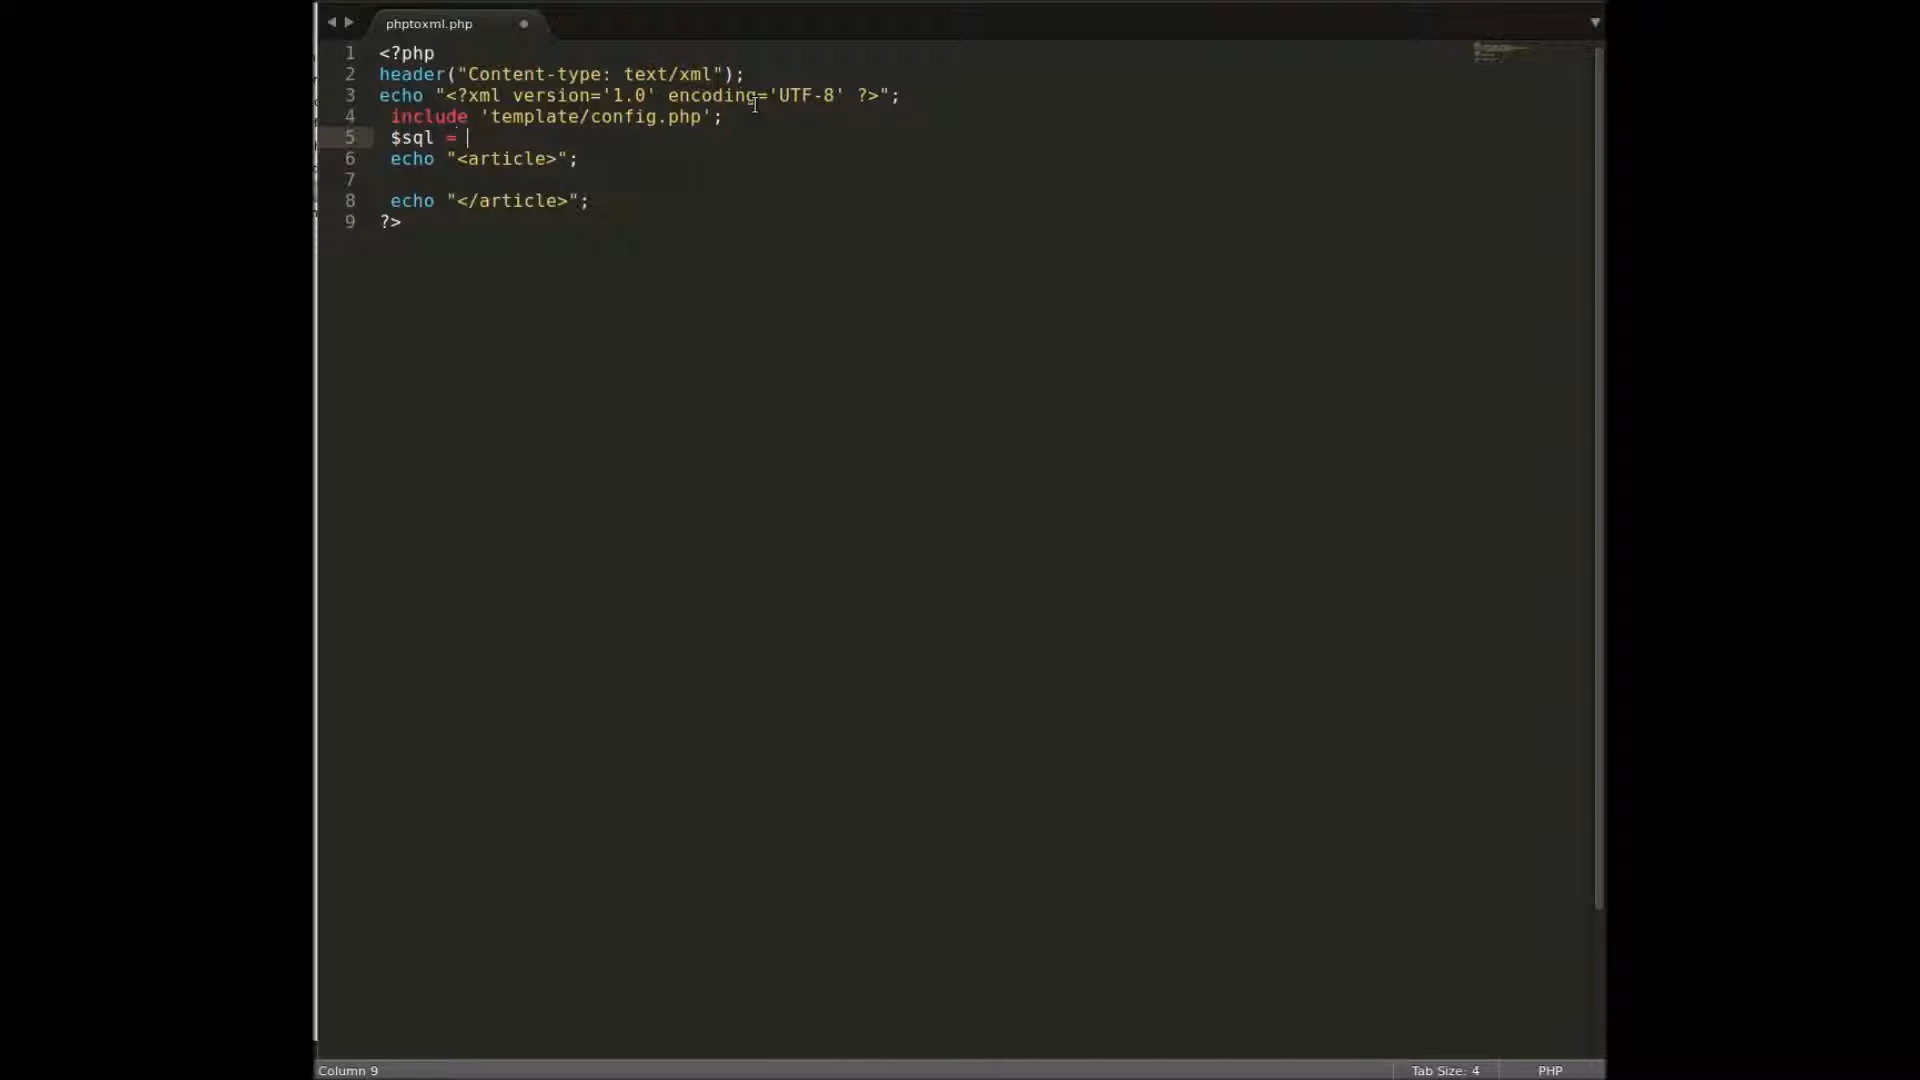 phptoxml.php
1 <?php
2 header("Content-type: text/xml");
3 echo "<?xml version='1.0' encoding='UTF-8' ?>";
4 include 'template/config.php';
5 $sql =
6 echo "<article>";
7
8 echo "</article>";
9 ?>
Column 9 Tab Size: 4 PHP